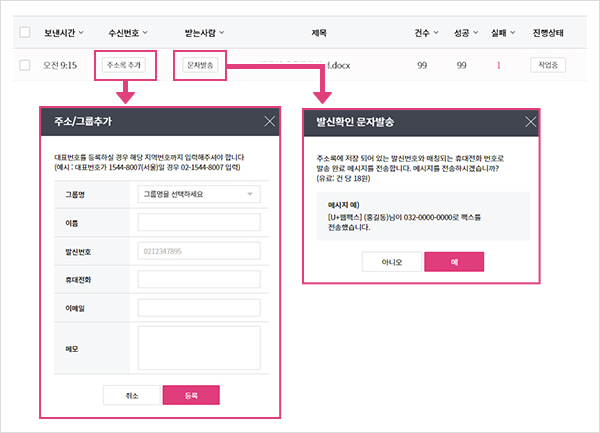 보낸시간 수신번호 받는사람 제목 건수 성공 실패 진행상태
오전 9:15 주소록 추가 문자발송 .docx 99 99 1 작업중
주소/그룹추가
대표번호를 등록하실 경우 해당 지역번호까지 입력해주셔야 합니다
(예시 : 대표번호가 1544-8007(서울)일 경우 02-1544-8007 입력)
그룹명 그룹명을 선택하세요
이름
발신번호 0212347895
휴대전화
이메일
메모
취소 등록
발신확인 문자발송
주소록에 저장 되어 있는 발신번호와 매칭되는 휴대전화 번호로
발송 완료 메시지를 전송합니다. 메시지를 전송하시겠습니까?
(유료: 건 당 18원)
메시지 예)
[U+웹팩스] (홍길동)님이 032-0000-0000로 팩스를
전송했습니다.
아니오 예